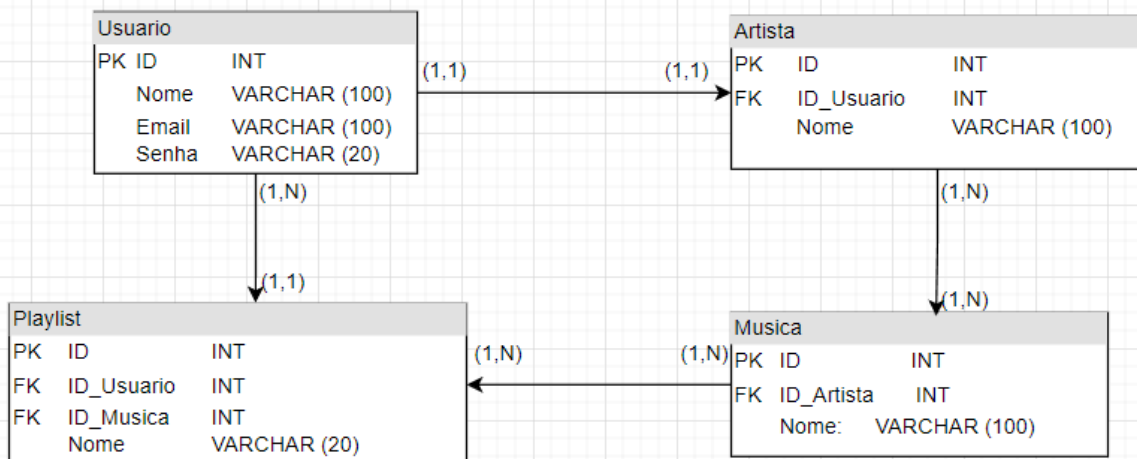 Usuario
PK ID INT
Nome VARCHAR (100)
Email VARCHAR (100)
Senha VARCHAR (20)
(1,1) (1,1)
Artista
PK ID INT
FK ID_Usuario INT
Nome VARCHAR (100)
(1,N)
(1,1)
(1,N)
(1,N)
Playlist
PK ID INT
FK ID_Usuario INT
FK ID_Musica INT
Nome VARCHAR (20)
(1,N) (1,N)
Musica
PK ID INT
FK ID_Artista INT
Nome: VARCHAR (100)